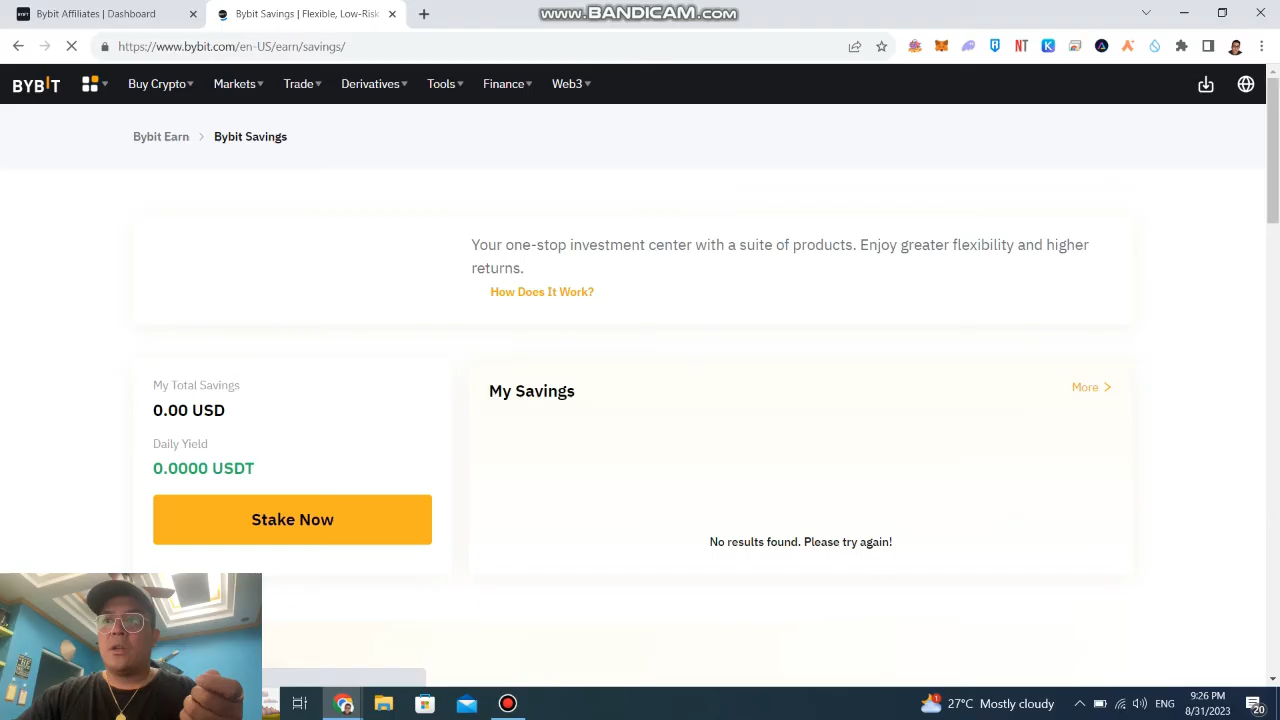 www.BANDICAM.com
Bybit Affiliates | Dashboard
Bybit Savings | Flexible, Low-Risk
https://www.bybit.com/en-US/earn/savings/
NT
K
BYBIT
Buy Crypto
Markets
Trade
Derivatives
Tools
Finance
Web3
Bybit Earn
Bybit Savings
Your one-stop investment center with a suite of products. Enjoy greater flexibility and higher
returns.
How Does It Work?
My Total Savings
0.00 USD
Daily Yield
0.0000 USDT
Stake Now
My Savings
More
No results found. Please try again!
27°C Mostly cloudy
ENG
9:26 PM
8/31/2023
20